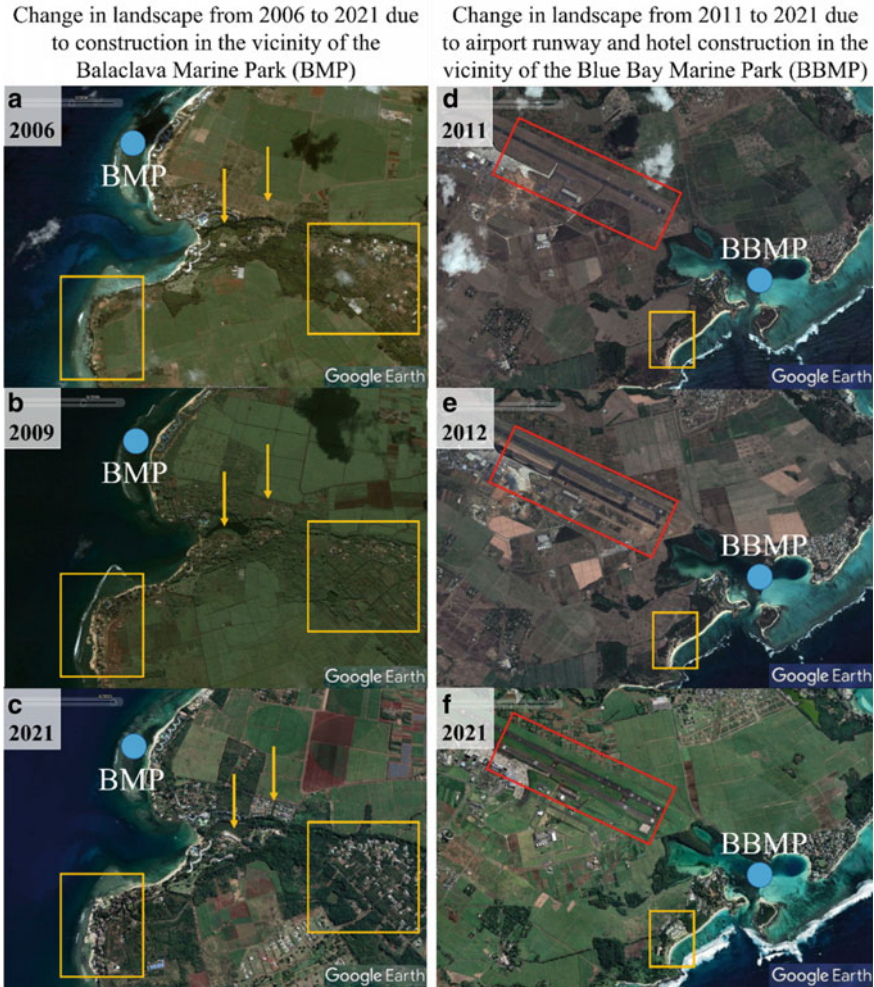 Change in landscape from 2006 to 2021 due
to construction in the vicinity of the
Balaclava Marine Park (BMP)
Change in landscape from 2011 to 2021 due
to airport runway and hotel construction in the
vicinity of the Blue Bay Marine Park (BBMP)
a
2006
BMP
Google Earth
b
2009
BMP
Google Earth
c
2021
BMP
Google Earth
d
2011
BBMP
Google Earth
e
2012
BBMP
Google Earth
f
2021
BBMP
Google Earth